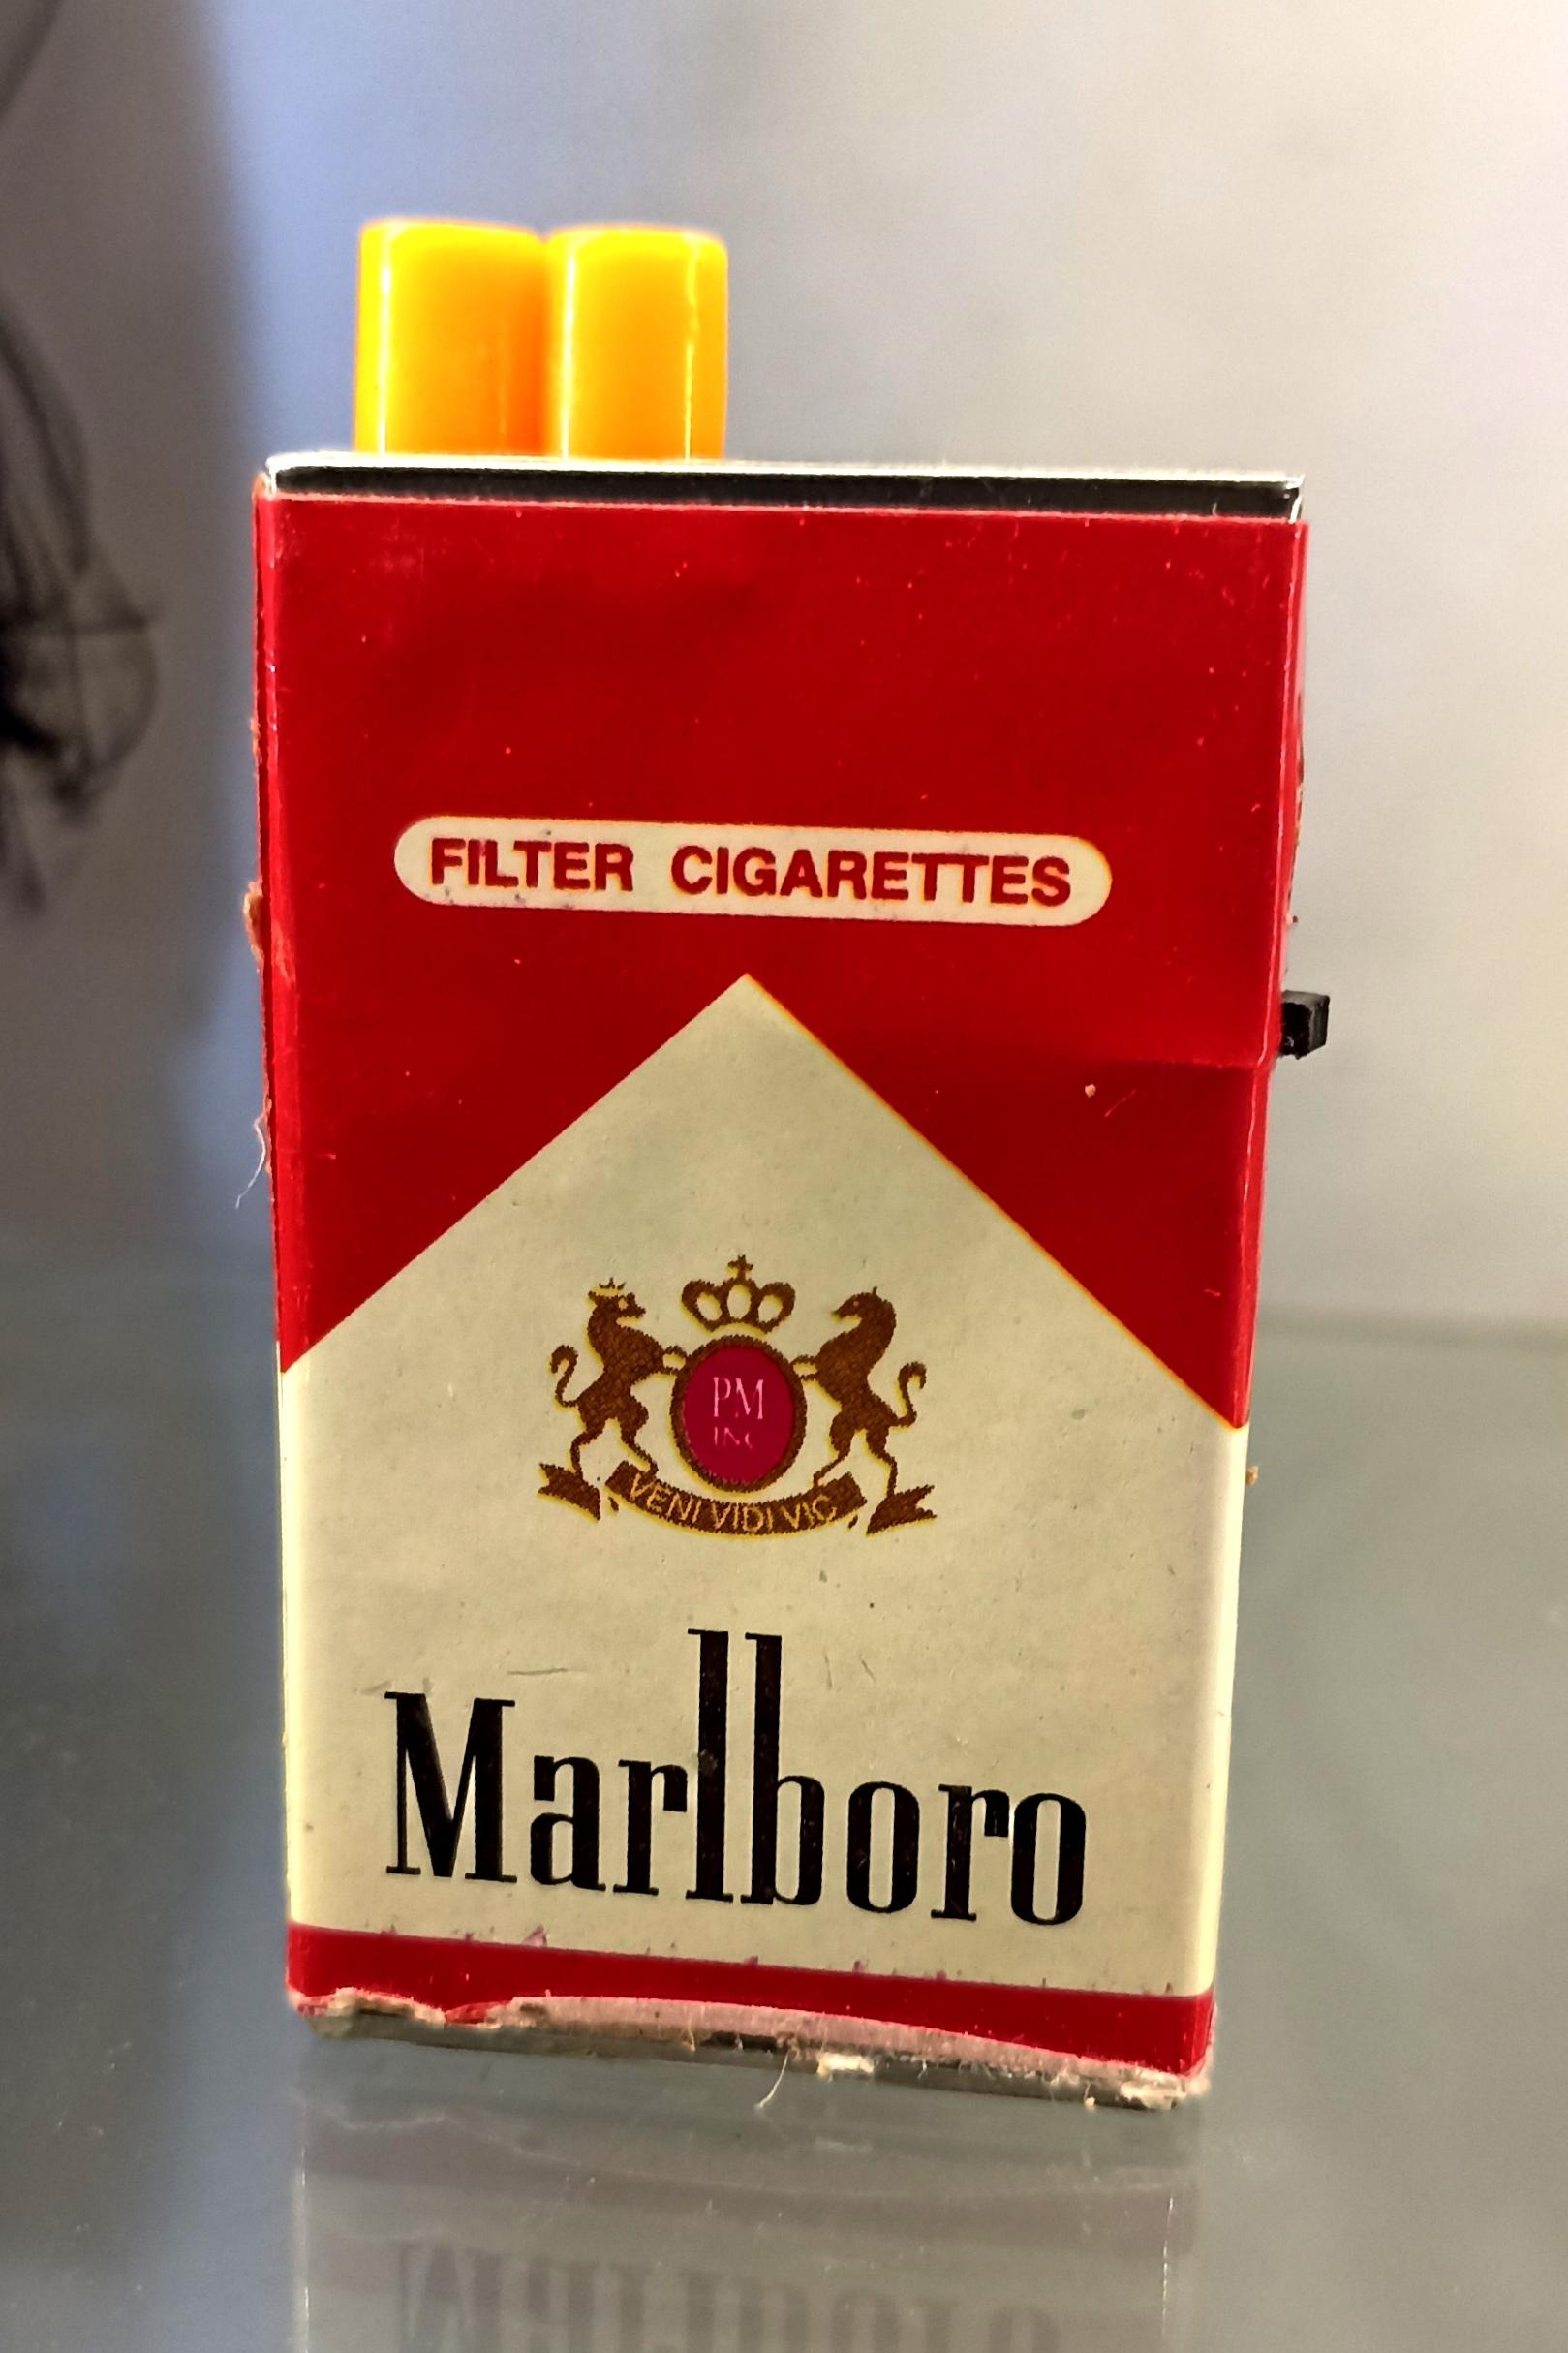 FILTER CIGARETTES
PM
INC
VENI VIDI VIC
Marlboro